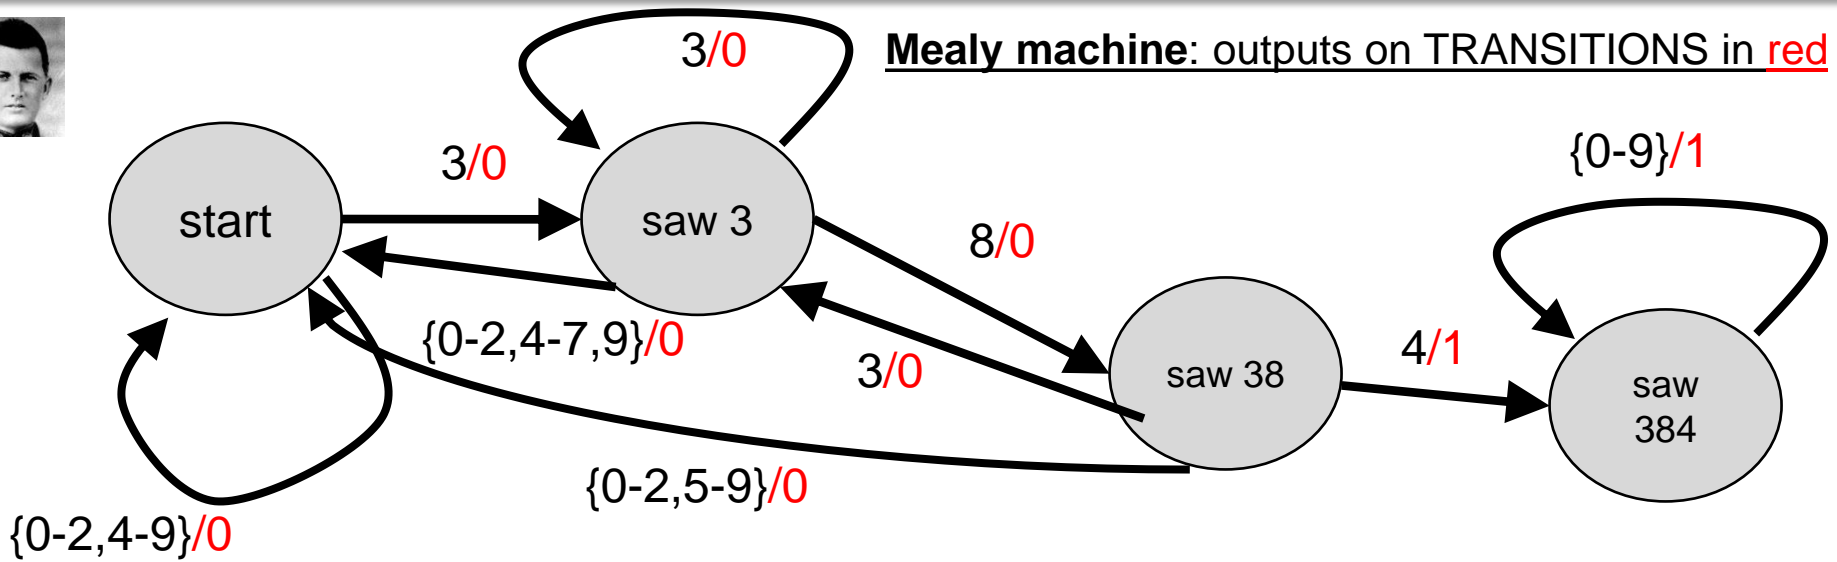 Mealy machine: outputs on TRANSITIONS in red
3/0
3/0
{0-9}/1
start
saw 3
8/0
{0-2,4-7,9}/0
3/0
saw 38
4/1
saw
384
{0-2,5-9}/0
{0-2,4-9}/0